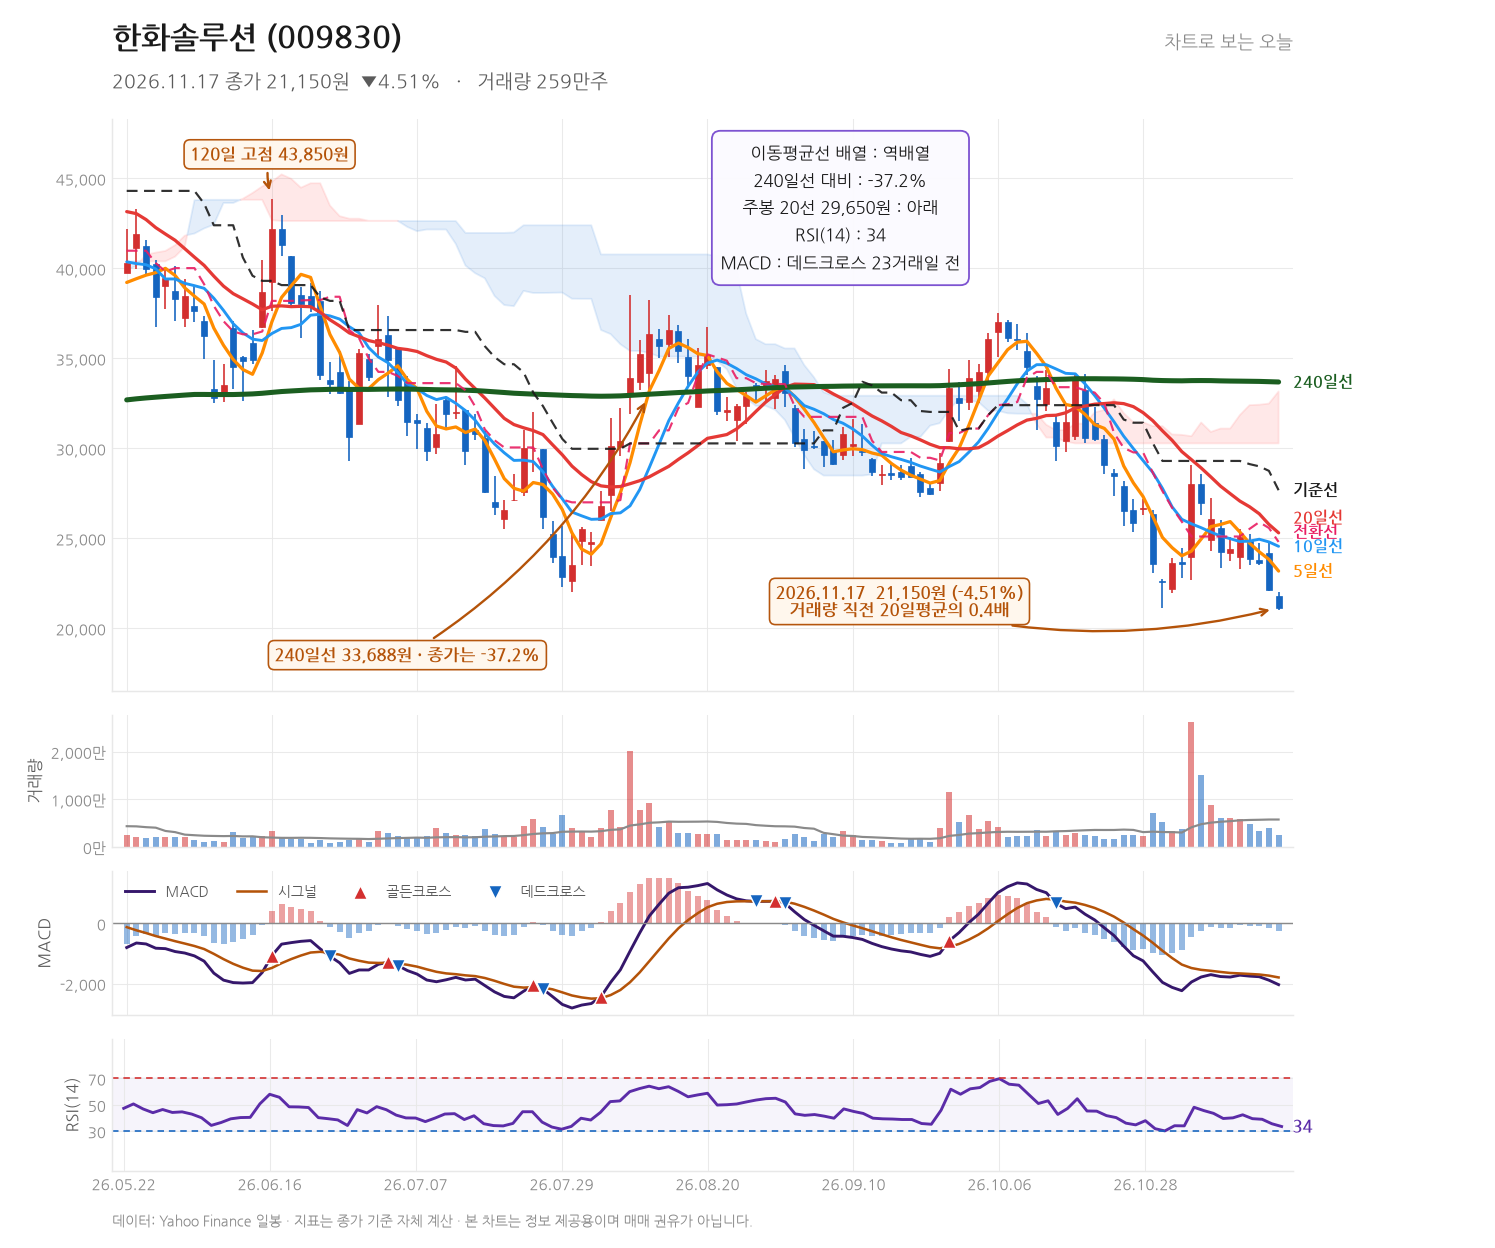 한화솔루션 (009830)
차트로 보는 오늘
2026.11.17 종가 21,150원 ▼4.51% · 거래량 259만주
120일 고점 43,850원
이동평균선 배열 : 역배열
240일선 대비 : -37.2%
주봉 20선 29,650원 : 아래
RSI(14) : 34
MACD : 데드크로스 23거래일 전
45,000
40,000
35,000
30,000
25,000
20,000
240일선
기준선
20일선
전환선
10일선
5일선
2026.11.17 21,150원 (-4.51%)
거래량 직전 20일평균의 0.4배
240일선 33,688원 · 종가는 -37.2%
거래량
2,000만
1,000만
0만
MACD
MACD
시그널
골든크로스
데드크로스
0
-2,000
RSI(14)
70
50
30
34
26.05.22
26.06.16
26.07.07
26.07.29
26.08.20
26.09.10
26.10.06
26.10.28
데이터: Yahoo Finance 일봉 · 지표는 종가 기준 자체 계산 · 본 차트는 정보 제공용이며 매매 권유가 아닙니다.